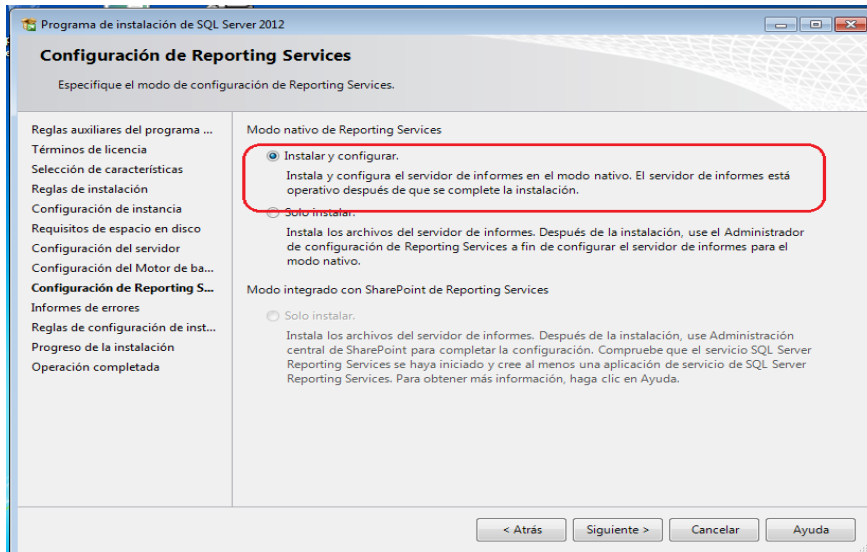 Programa de instalación de SQL Server 2012
Configuración de Reporting Services
Especifique el modo de configuración de Reporting Services.
Reglas auxiliares del programa ...
Términos de licencia
Selección de características
Reglas de instalación
Configuración de instancia
Requisitos de espacio en disco
Configuración del servidor
Configuración del Motor de ba...
Configuración de Reporting S...
Informes de errores
Reglas de configuración de inst...
Progreso de la instalación
Operación completada
Modo nativo de Reporting Services
Instalar y configurar.
Instala y configura el servidor de informes en el modo nativo. El servidor de informes está
operativo después de que se complete la instalación.
Solo instalar.
Instala los archivos del servidor de informes. Después de la instalación, use el Administrador
de configuración de Reporting Services a fin de configurar el servidor de informes para el
modo nativo.
Modo integrado con SharePoint de Reporting Services
Solo instalar.
Instala los archivos del servidor de informes. Después de la instalación, use Administración
central de SharePoint para completar la configuración. Compruebe que el servicio SQL Server
Reporting Services se haya iniciado y cree al menos una aplicación de servicio de SQL Server
Reporting Services. Para obtener más información, haga clic en Ayuda.
< Atrás
Siguiente >
Cancelar
Ayuda